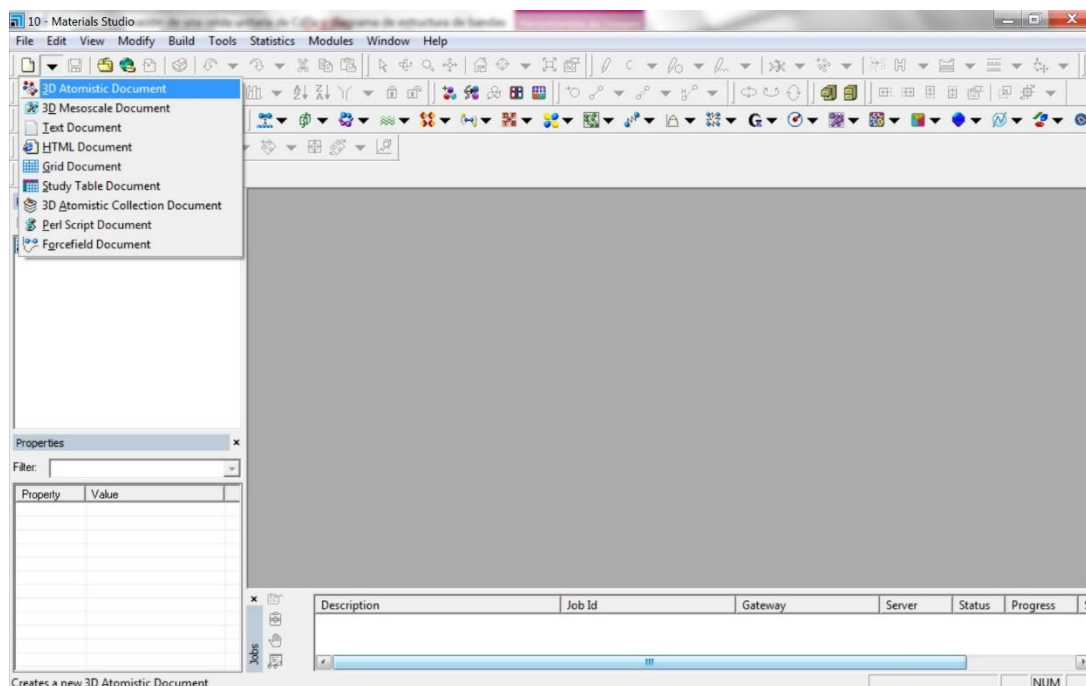 10 - Materials Studio
File Edit View Modify Build Tools Statistics Modules Window Help
3D Atomistic Document
3D Mesoscale Document
Text Document
HTML Document
Grid Document
Study Table Document
3D Atomistic Collection Document
Perl Script Document
Forcefield Document
Properties
Filter:
Property Value
Jobs
Description Job Id Gateway Server Status Progress
Creates a new 3D Atomistic Document
NUM